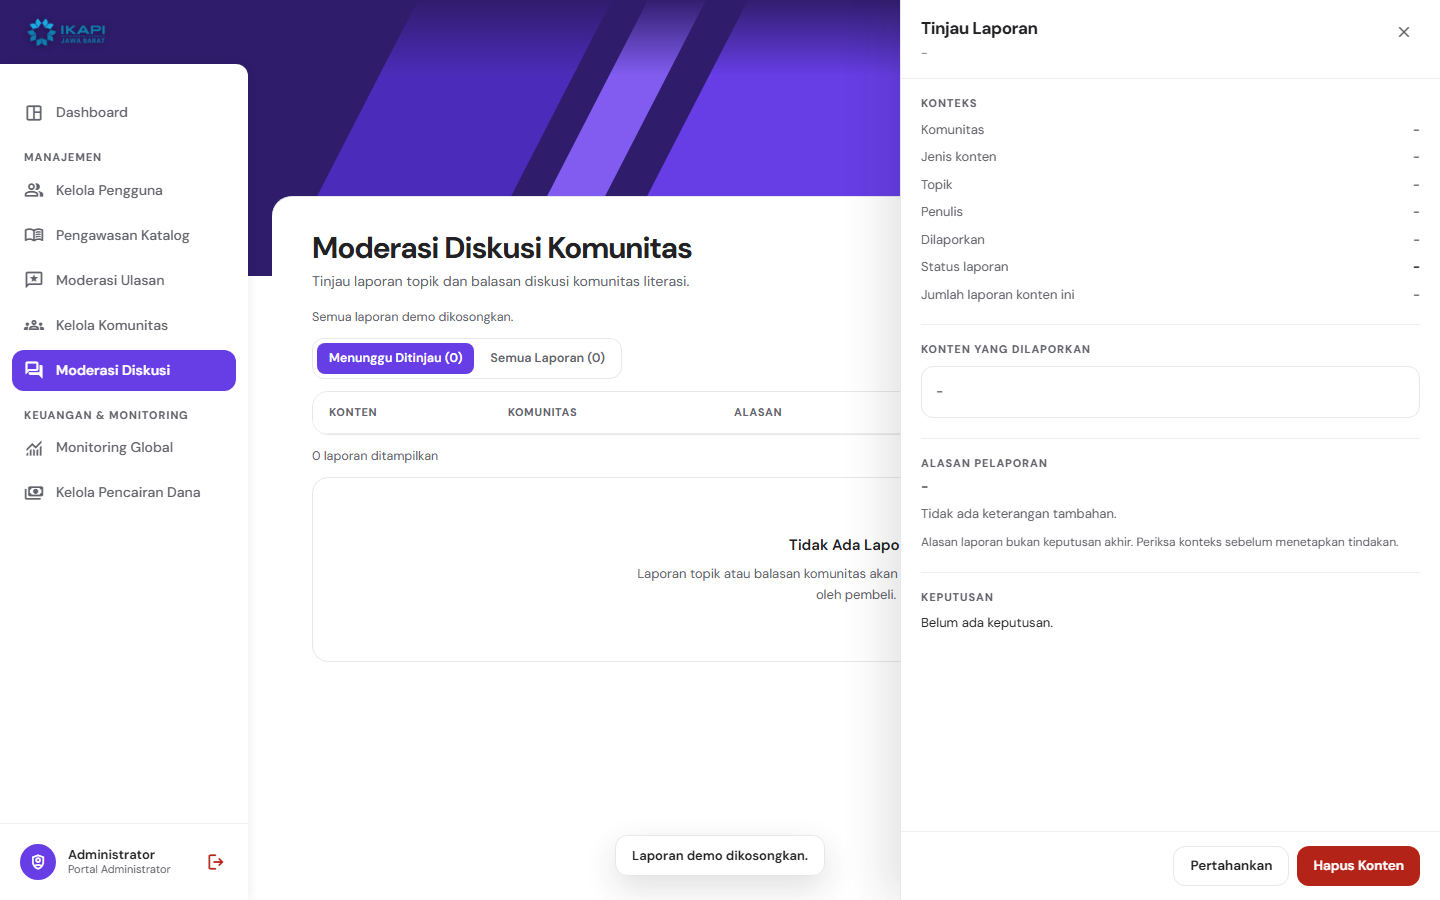 IKAPI
JAWA BARAT
Dashboard
MANAJEMEN
Kelola Pengguna
Pengawasan Katalog
Moderasi Ulasan
Kelola Komunitas
Moderasi Diskusi
KEUANGAN & MONITORING
Monitoring Global
Kelola Pencairan Dana
Administrator
Portal Administrator
Moderasi Diskusi Komunitas
Tinjau laporan topik dan balasan diskusi komunitas literasi.
Semua laporan demo dikosongkan.
Menunggu Ditinjau (0) Semua Laporan (0)
KONTEN KOMUNITAS ALASAN
0 laporan ditampilkan
Tidak Ada Lapo
Laporan topik atau balasan komunitas akan
oleh pembeli.
Laporan demo dikosongkan.
Tinjau Laporan
-
KONTEKS
Komunitas -
Jenis konten -
Topik -
Penulis -
Dilaporkan -
Status laporan -
Jumlah laporan konten ini -
KONTEN YANG DILAPORKAN
-
ALASAN PELAPORAN
-
Tidak ada keterangan tambahan.
Alasan laporan bukan keputusan akhir. Periksa konteks sebelum menetapkan tindakan.
KEPUTUSAN
Belum ada keputusan.
Pertahankan Hapus Konten